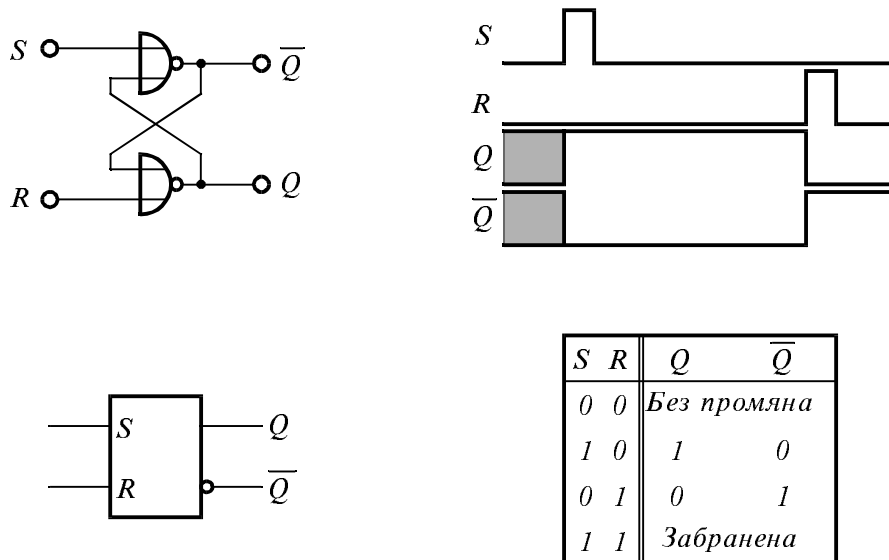 S
Q̅
R
Q
S
R
Q
Q̅
S
Q
R
Q̅
S R Q Q̅
0 0 Без промяна
1 0 1 0
0 1 0 1
1 1 Забранена